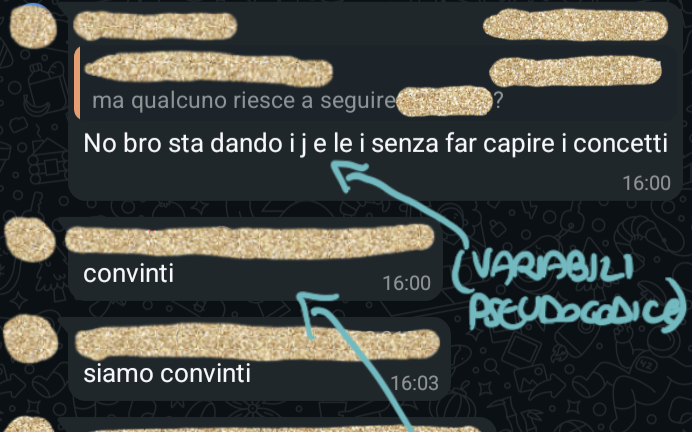 ma qualcuno riesce a seguire ?
No bro sta dando i j e le i senza far capire i concetti
16:00
convinti
16:00
(VARIABILI
PSEUDOCODICE)
siamo convinti
16:03